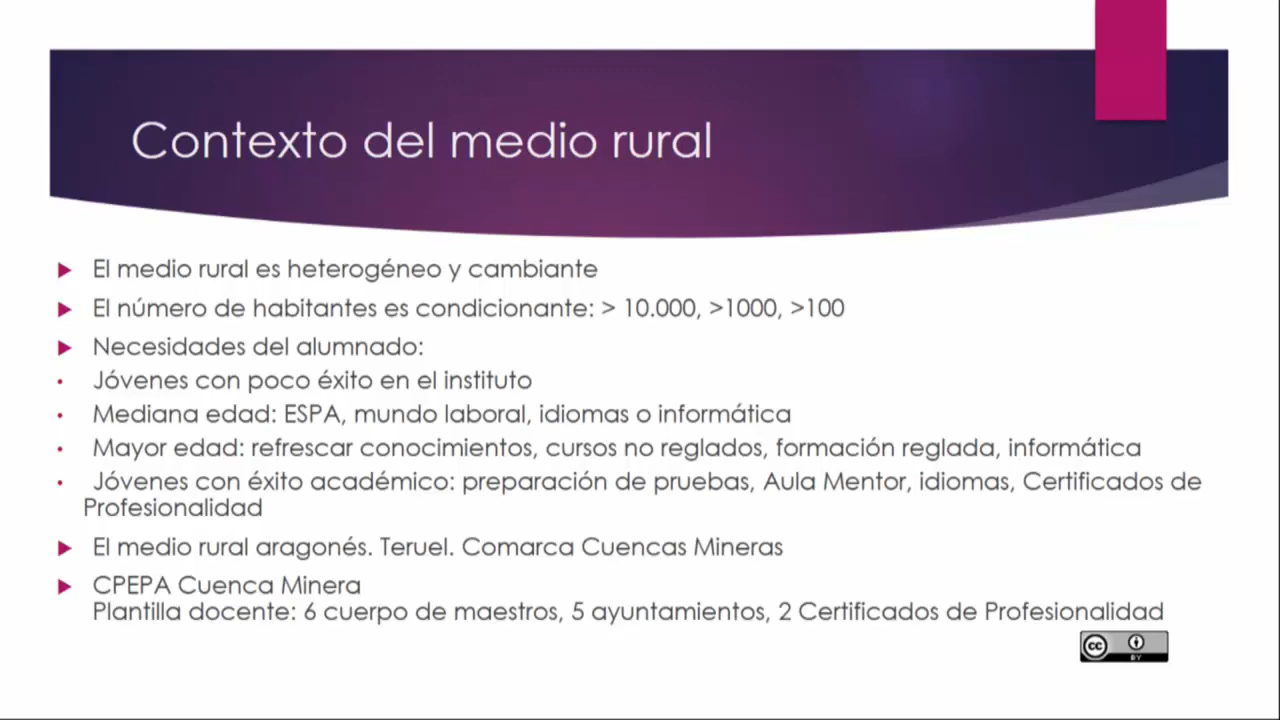 Contexto del medio rural
El medio rural es heterogéneo y cambiante
El número de habitantes es condicionante: > 10.000, >1000, >100
Necesidades del alumnado:
Jóvenes con poco éxito en el instituto
Mediana edad: ESPA, mundo laboral, idiomas o informática
Mayor edad: refrescar conocimientos, cursos no reglados, formación reglada, informática
Jóvenes con éxito académico: preparación de pruebas, Aula Mentor, idiomas, Certificados de
Profesionalidad
El medio rural aragonés. Teruel. Comarca Cuencas Mineras
CPEPA Cuenca Minera
Plantilla docente: 6 cuerpo de maestros, 5 ayuntamientos, 2 Certificados de Profesionalidad
cc
BY